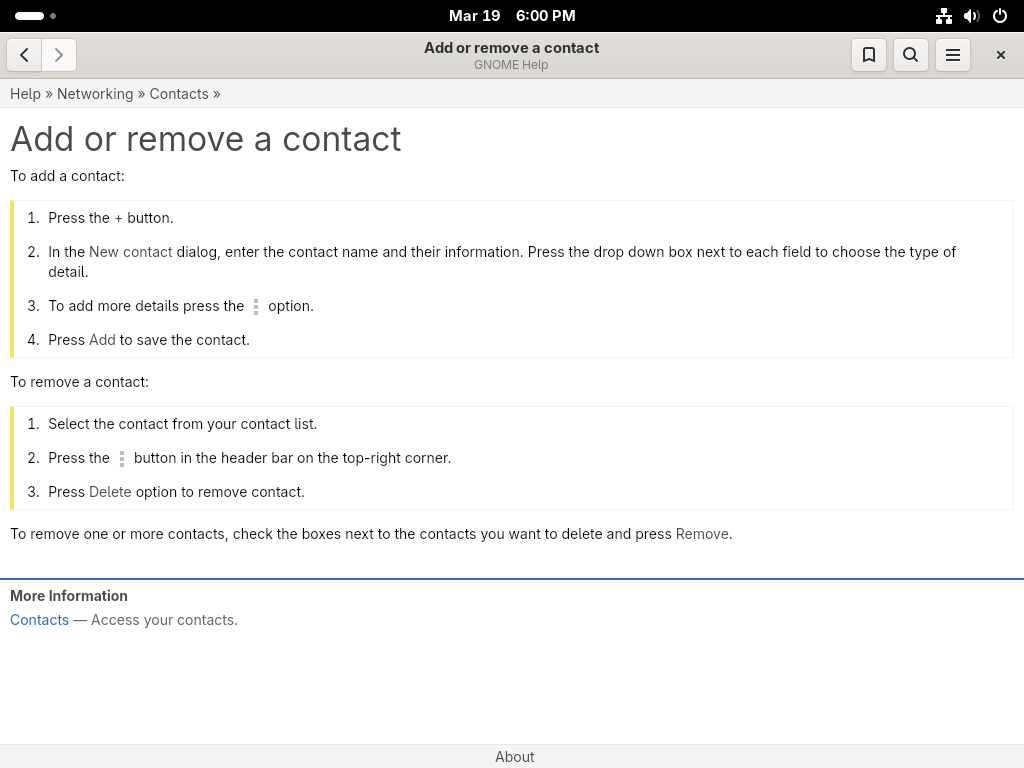 Mar 19 6:00 PM
Add or remove a contact
GNOME Help
Help » Networking » Contacts »
Add or remove a contact
To add a contact:
1. Press the + button.
2. In the New contact dialog, enter the contact name and their information. Press the drop down box next to each field to choose the type of
detail.
3. To add more details press the ⋮ option.
4. Press Add to save the contact.
To remove a contact:
1. Select the contact from your contact list.
2. Press the ⋮ button in the header bar on the top-right corner.
3. Press Delete option to remove contact.
To remove one or more contacts, check the boxes next to the contacts you want to delete and press Remove.
More Information
Contacts — Access your contacts.
About